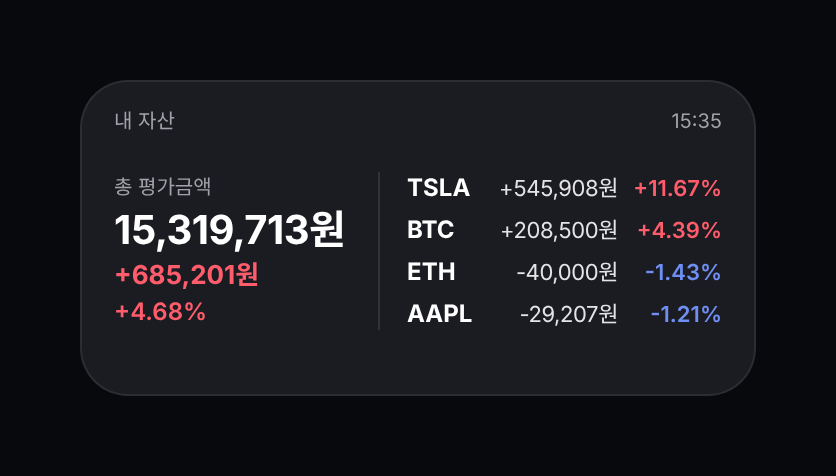 내 자산
15:35
총 평가금액
15,319,713원
+685,201원
+4.68%
TSLA +545,908원 +11.67%
BTC +208,500원 +4.39%
ETH -40,000원 -1.43%
AAPL -29,207원 -1.21%